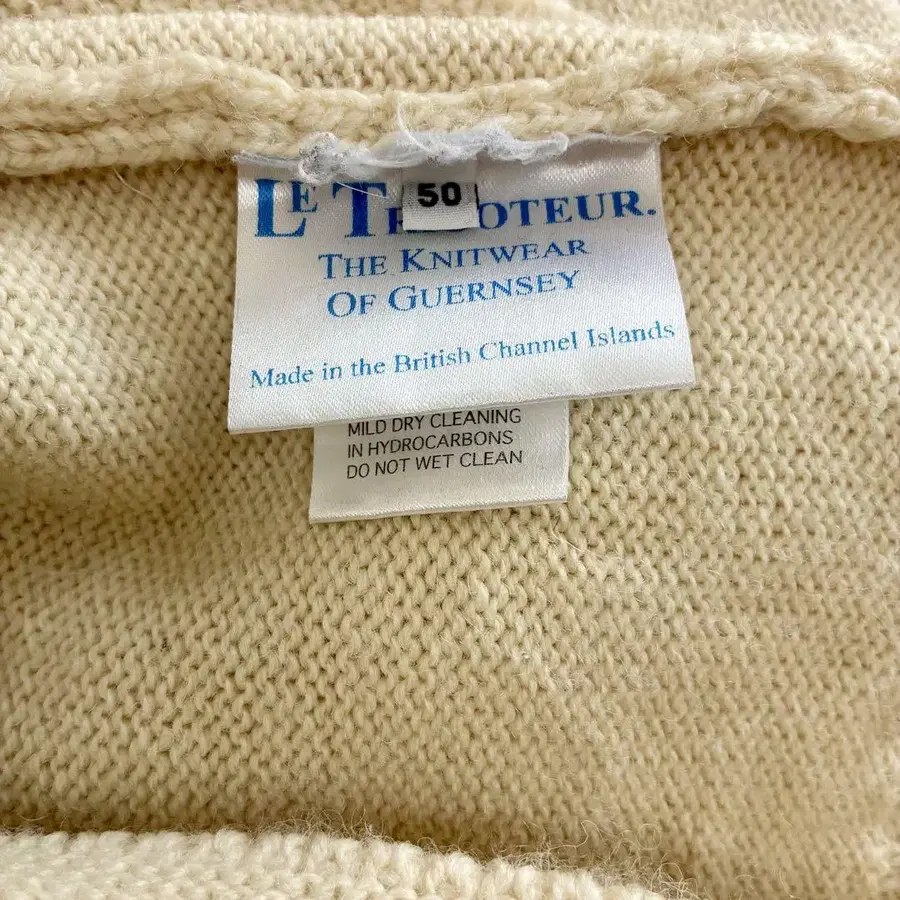 LE
50
OTEUR.
THE KNITWEAR
OF GUERNSEY
Made in the British Channel Islands
MILD DRY CLEANING
IN HYDROCARBONS
DO NOT WET CLEAN